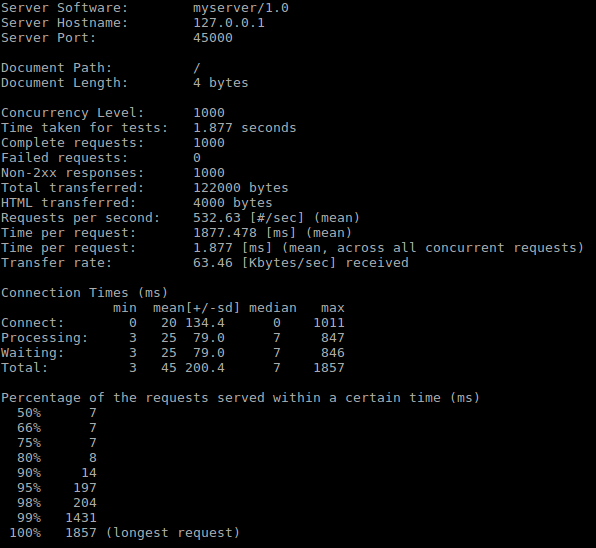 Server Software:        myserver/1.0
Server Hostname:        127.0.0.1
Server Port:            45000

Document Path:          /
Document Length:        4 bytes

Concurrency Level:      1000
Time taken for tests:   1.877 seconds
Complete requests:      1000
Failed requests:        0
Non-2xx responses:      1000
Total transferred:      122000 bytes
HTML transferred:       4000 bytes
Requests per second:    532.63 [#/sec] (mean)
Time per request:       1877.478 [ms] (mean)
Time per request:       1.877 [ms] (mean, across all concurrent requests)
Transfer rate:          63.46 [Kbytes/sec] received

Connection Times (ms)
              min  mean[+/-sd] median   max
Connect:        0   20 134.4      0    1011
Processing:     3   25  79.0      7     847
Waiting:        3   25  79.0      7     846
Total:          3   45 200.4      7    1857

Percentage of the requests served within a certain time (ms)
  50%      7
  66%      7
  75%      7
  80%      8
  90%     14
  95%    197
  98%    204
  99%   1431
 100%   1857 (longest request)